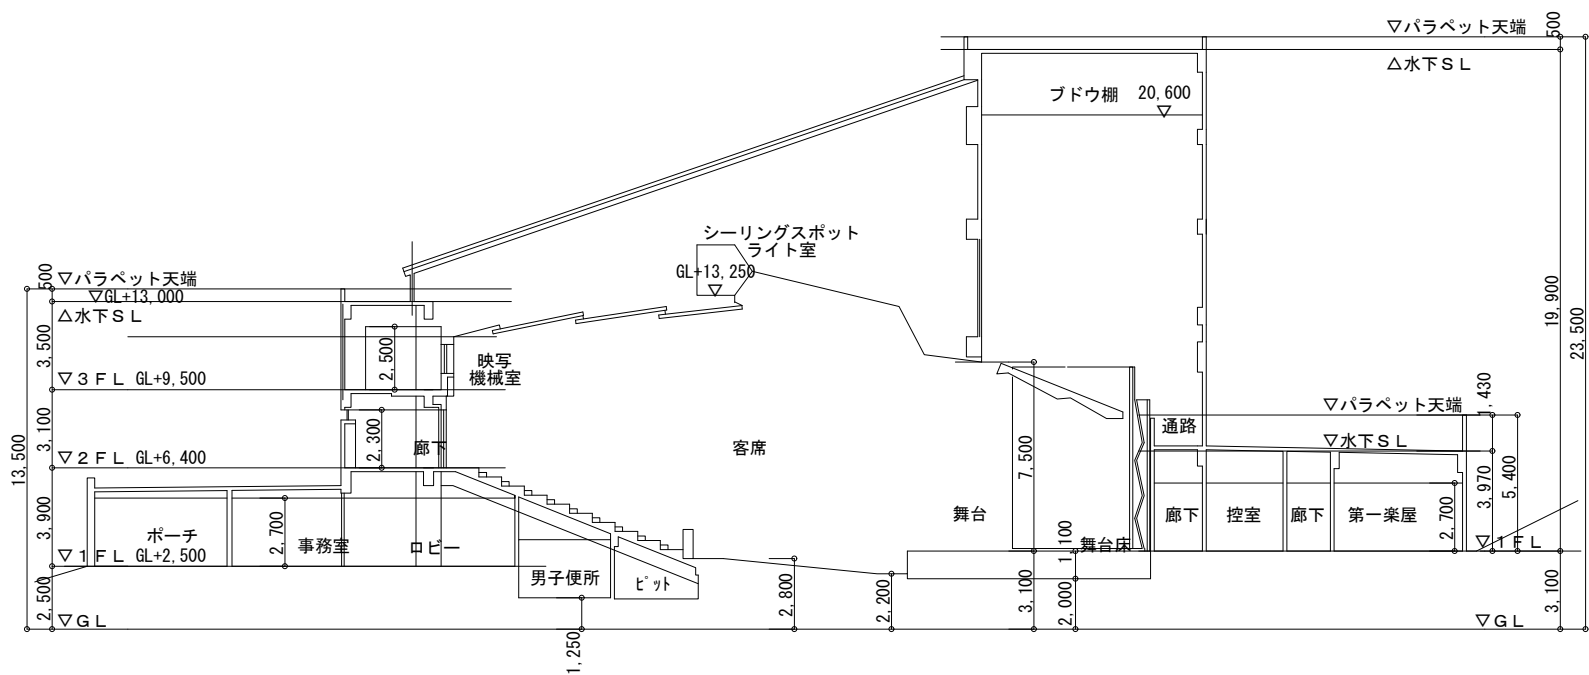 ▽パラペット天端
500
△水下ＳＬ
ブドウ棚 20,600
▽
シーリングスポット
ライト室
GL+13,250
▽
500
▽パラペット天端
▽GL+13,000
△水下ＳＬ
3,500
2,500
映写
機械室
19,900
23,500
▽３ＦＬ GL+9,500
3,100
2,300
廊下
客席
7,500
▽パラペット天端
1,430
通路
▽水下ＳＬ
13,500
▽２ＦＬ GL+6,400
3,970
5,400
3,900
ポーチ
2,700
事務室
ロビー
舞台
舞台床
1,100
廊下
控室
廊下
第一楽屋
2,700
▽１ＦＬ GL+2,500
▽１ＦＬ
男子便所
ピット
2,500
2,800
2,200
3,100
2,000
3,100
▽ＧＬ
▽ＧＬ
1,250